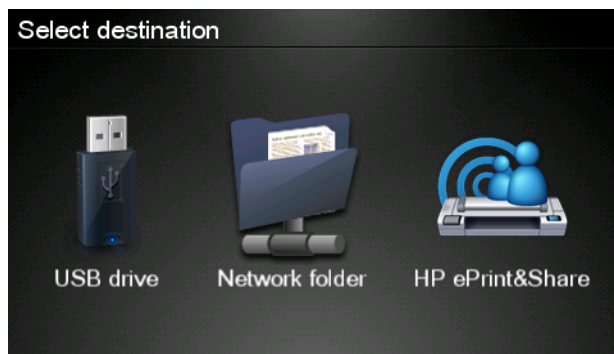 Select destination
USB drive
Network folder
HP ePrint&Share